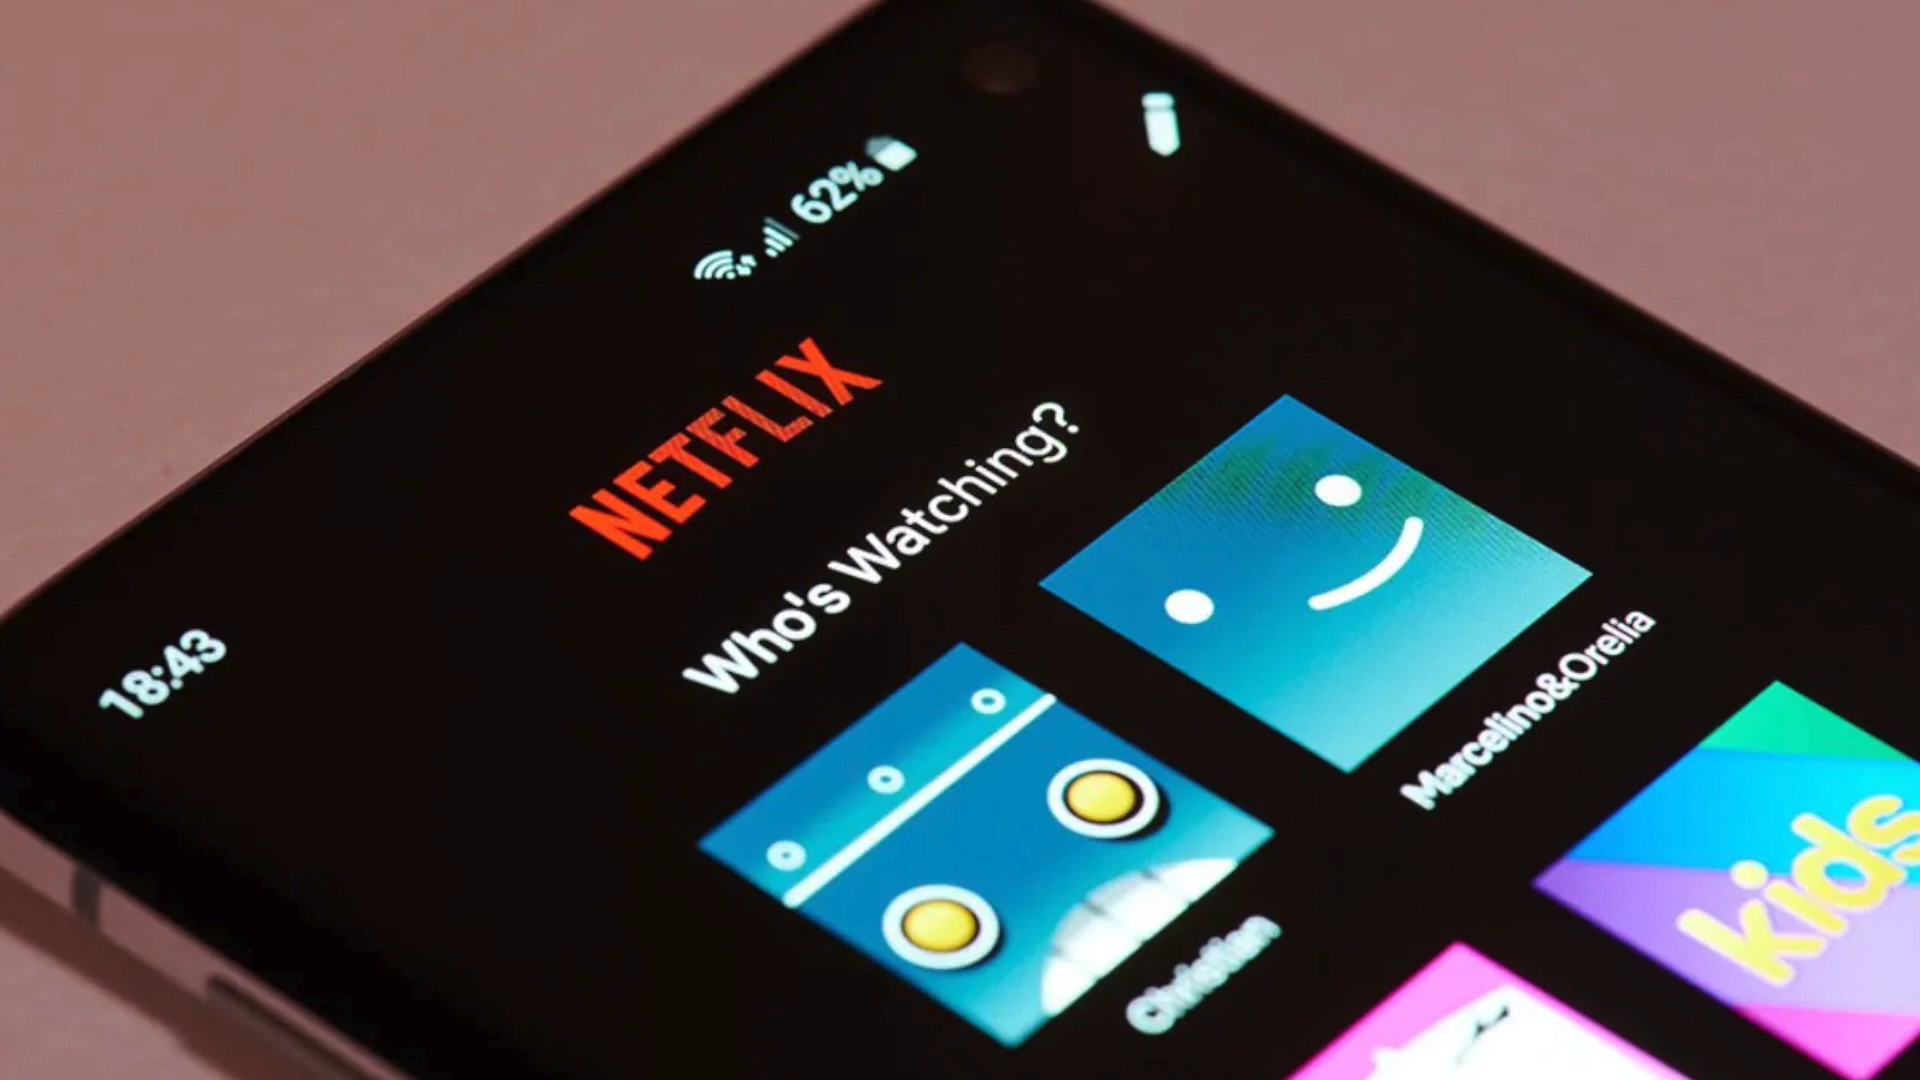 18:43
62%
NETFLIX
Who's Watching?
Christian
Marcelino&Orelia
kids